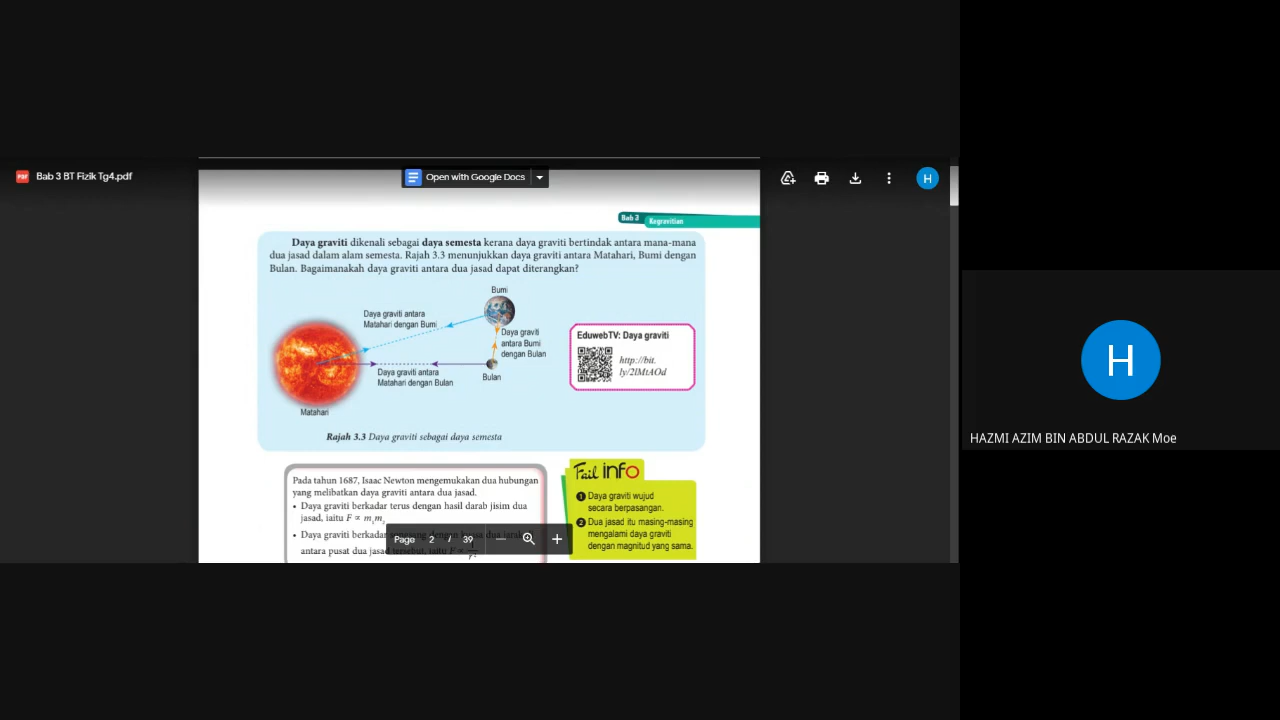 Bab 3 BT Fizik Tg4.pdf
Open with Google Docs
H
Bab 3 Kegravitian
Daya graviti dikenali sebagai daya semesta kerana daya graviti bertindak antara mana-mana
dua jasad dalam alam semesta. Rajah 3.3 menunjukkan daya graviti antara Matahari, Bumi dengan
Bulan. Bagaimanakah daya graviti antara dua jasad dapat diterangkan?
Bumi
Daya graviti antara
Matahari dengan Bumi
Daya graviti
antara Bumi
dengan Bulan
Daya graviti antara
Matahari dengan Bulan
Bulan
Matahari
EduwebTV: Daya graviti
http://bit.
ly/2lMtAOd
Rajah 3.3 Daya graviti sebagai daya semesta
Pada tahun 1687, Isaac Newton mengemukakan dua hubungan
yang melibatkan daya graviti antara dua jasad.
• Daya graviti berkadar terus dengan hasil darab jisim dua
jasad, iaitu F ∝ m₁m₂
• Daya graviti berkadar
antara pusat dua jasad tersebut, iaitu F ∝ 1/r²
Fail info
1 Daya graviti wujud
secara berpasangan.
2 Dua jasad itu masing-masing
mengalami daya graviti
dengan magnitud yang sama.
Page 2 / 39
H
HAZMI AZIM BIN ABDUL RAZAK Moe